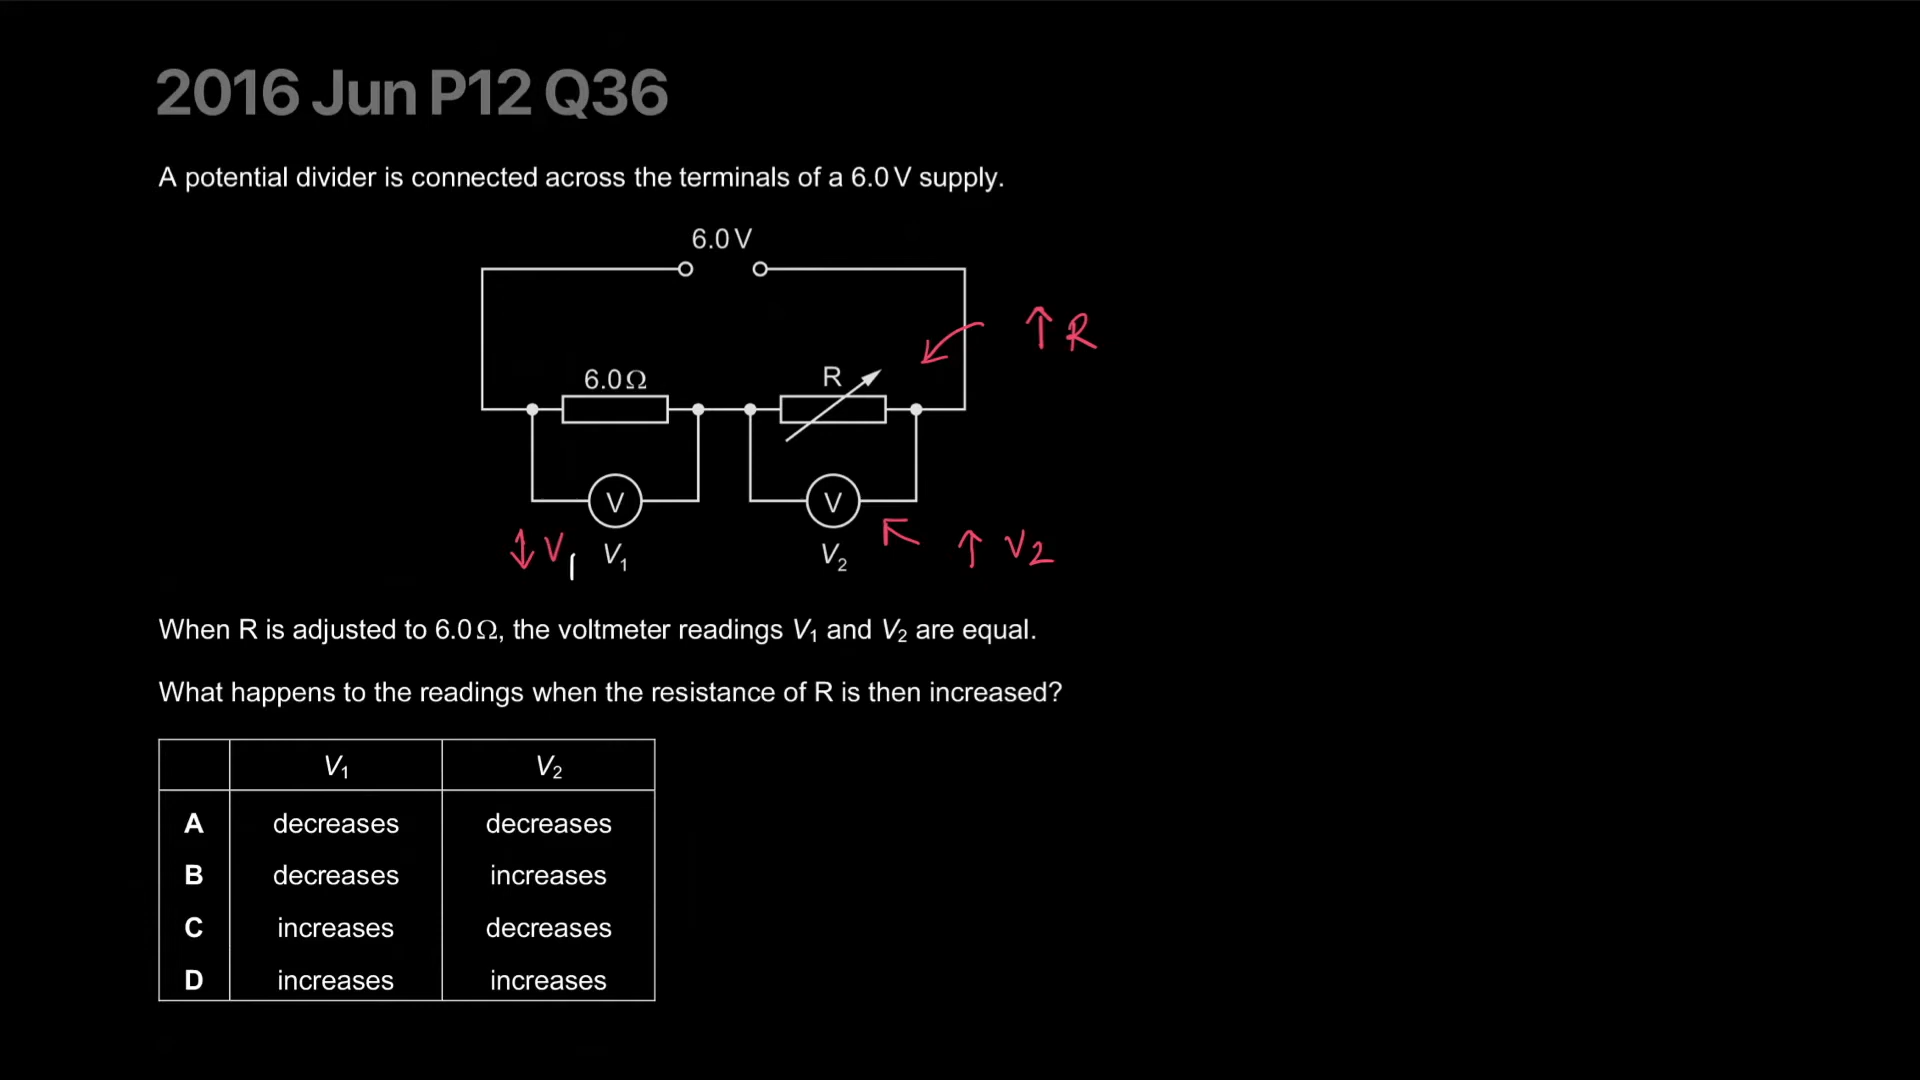 2016 Jun P12 Q36
A potential divider is connected across the terminals of a 6.0 V supply.
6.0 V
↑ R
6.0 Ω
R
V
V
↓ V1
V1
V2
↑ V2
When R is adjusted to 6.0 Ω, the voltmeter readings V1 and V2 are equal.
What happens to the readings when the resistance of R is then increased?
V1 V2
A decreases decreases
B decreases increases
C increases decreases
D increases increases